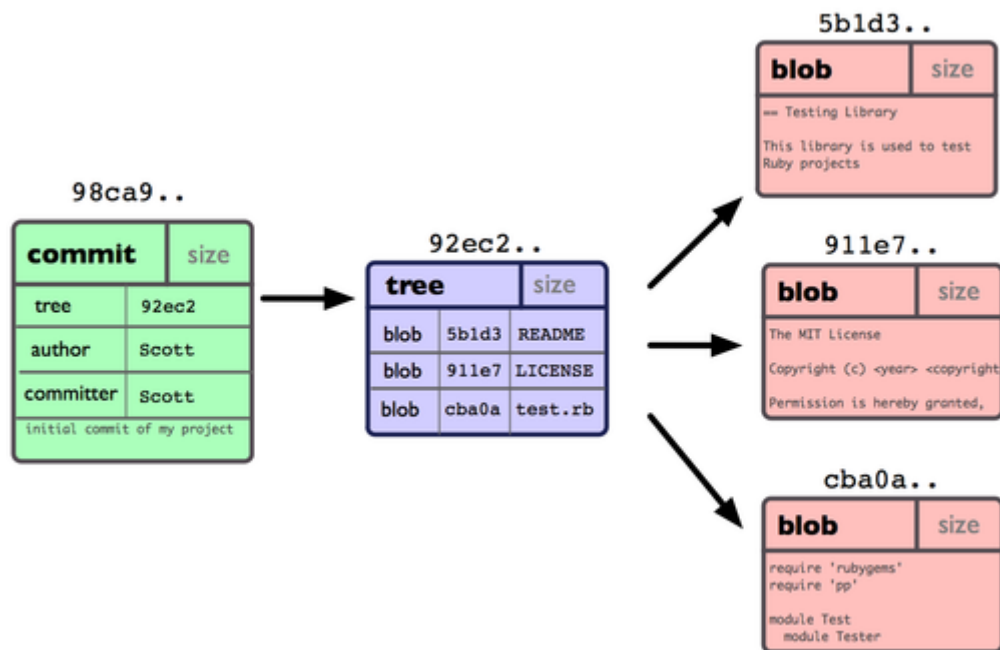 98ca9..
commit size
tree 92ec2
author Scott
committer Scott
initial commit of my project
92ec2..
tree size
blob 5b1d3 README
blob 911e7 LICENSE
blob cba0a test.rb
5b1d3..
blob size
== Testing Library
This library is used to test
Ruby projects
911e7..
blob size
The MIT License
Copyright (c) <year> <copyright
Permission is hereby granted,
cba0a..
blob size
require 'rubygems'
require 'pp'
module Test
module Tester